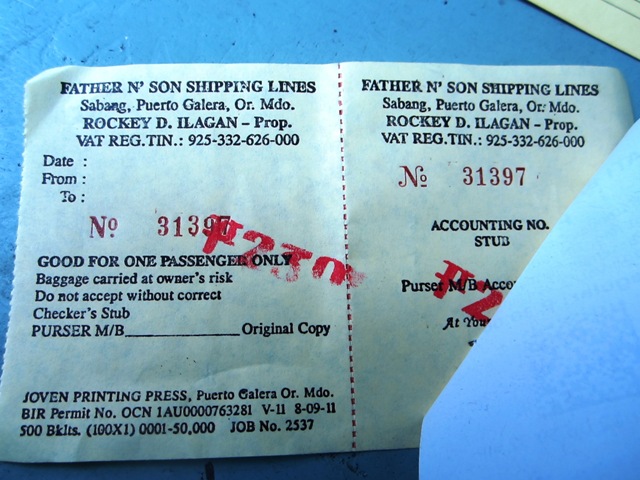 FATHER N' SON SHIPPING LINES
Sabang, Puerto Galera, Or. Mdo.
ROCKEY D. ILAGAN – Prop.
VAT REG.TIN.: 925-332-626-000
Date :
From :
To :
No 31397
₱230
GOOD FOR ONE PASSENGER ONLY
Baggage carried at owner's risk
Do not accept without correct
Checker's Stub
PURSER M/B______________ Original Copy
JOVEN PRINTING PRESS, Puerto Galera Or. Mdo.
BIR Permit No. OCN 1AU0000763281 V-11 8-09-11
500 Bklts. (100X1) 0001-50,000 JOB No. 2537
FATHER N' SON SHIPPING LINES
Sabang, Puerto Galera, Or. Mdo.
ROCKEY D. ILAGAN – Prop.
VAT REG.TIN.: 925-332-626-000
No 31397
ACCOUNTING NO.
STUB
₱2
Purser M/B
At